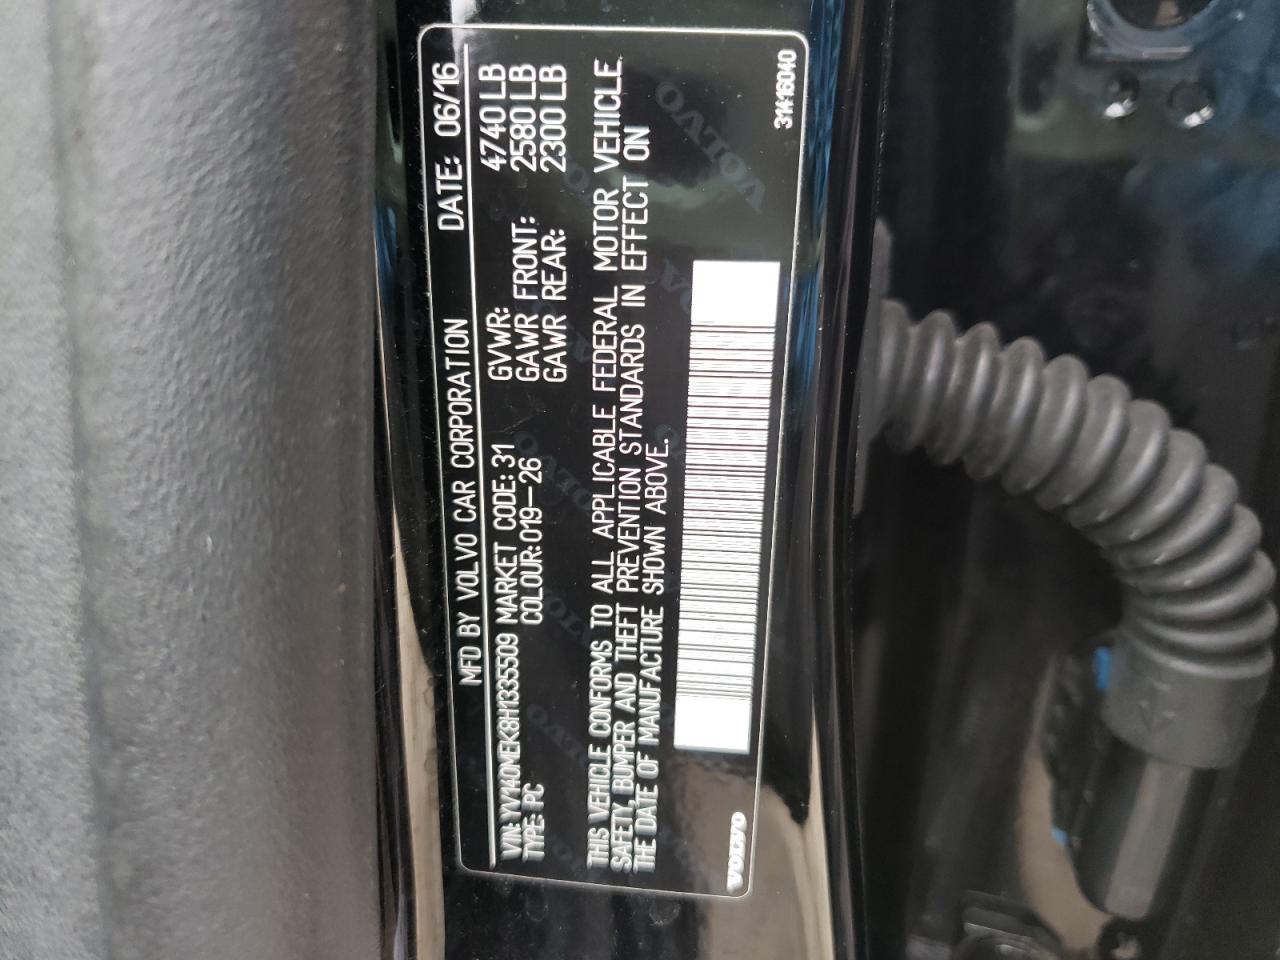 MFD BY VOLVO CAR CORPORATION DATE: 06/16
VIN: YV140MEK8H1335509 MARKET CODE: 31 GVWR: 4740 LB
TYPE: PC COLOUR: 019-26 GAWR FRONT: 2580 LB
GAWR REAR: 2300 LB
THIS VEHICLE CONFORMS TO ALL APPLICABLE FEDERAL MOTOR VEHICLE
SAFETY, BUMPER AND THEFT PREVENTION STANDARDS IN EFFECT ON
THE DATE OF MANUFACTURE SHOWN ABOVE.
VOLVO 31416040